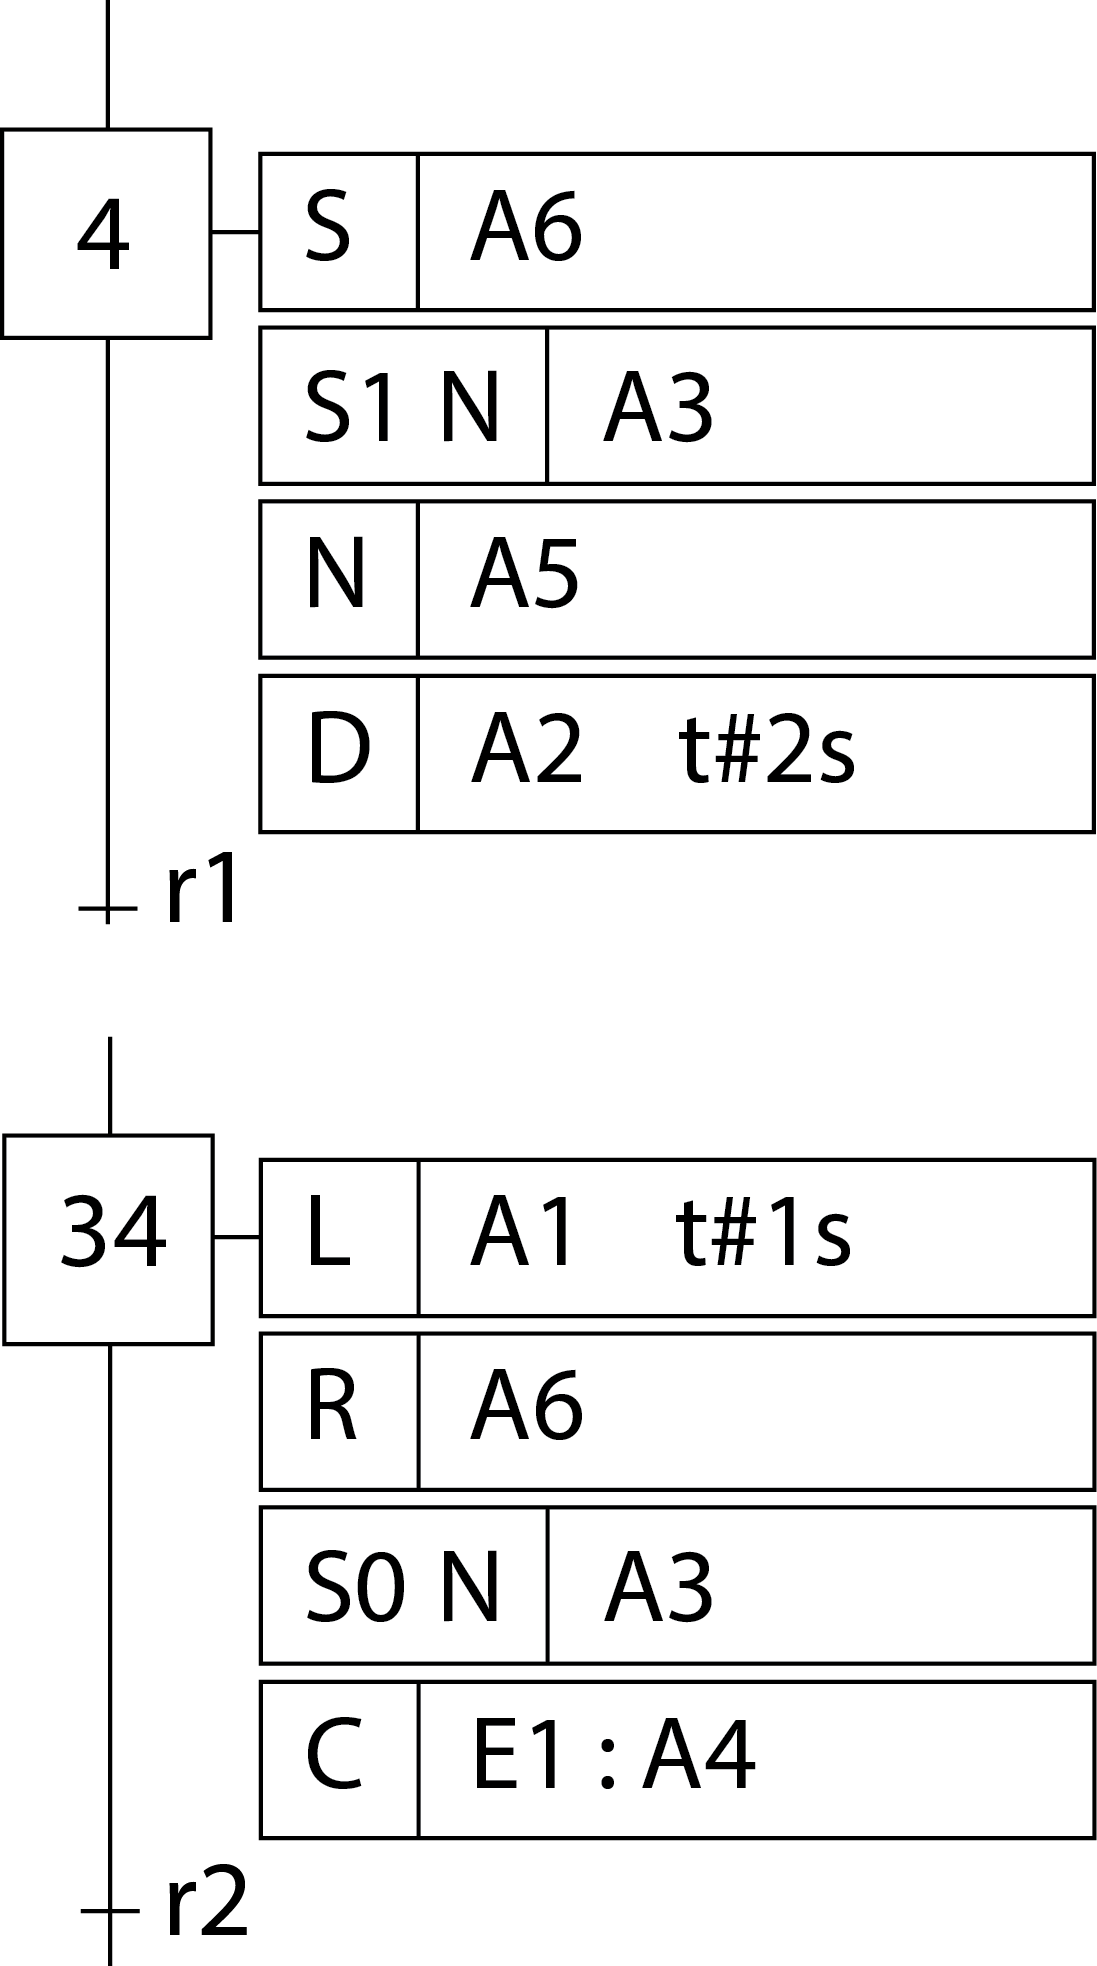 4
S A6
S1 N A3
N A5
D A2 t#2s
r1
34
L A1 t#1s
R A6
S0 N A3
C E1 : A4
r2